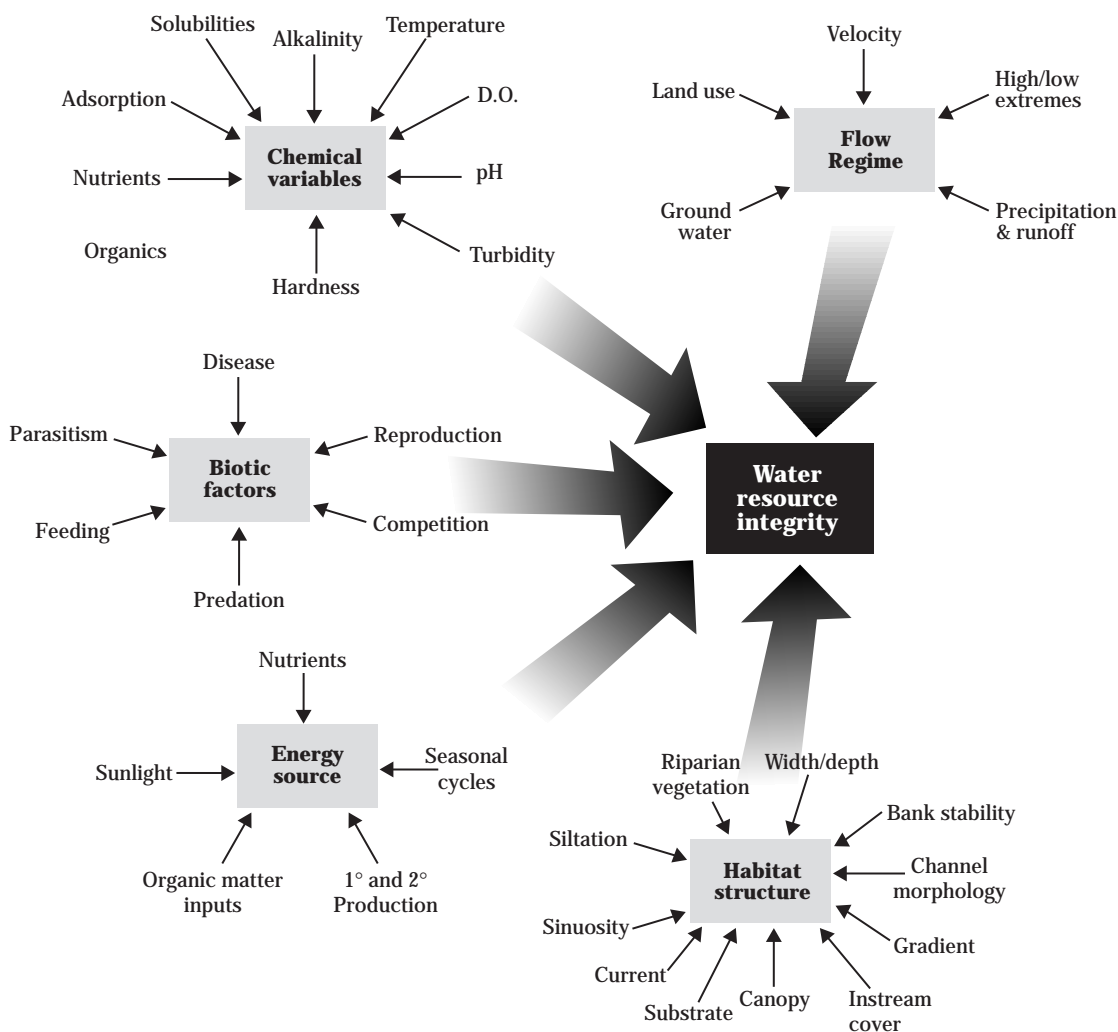 Solubilities
Alkalinity
Temperature
Adsorption
D.O.
Chemical
variables
Nutrients
pH
Organics
Turbidity
Hardness
Velocity
Land use
High/low
extremes
Flow
Regime
Ground
water
Precipitation
& runoff
Disease
Parasitism
Reproduction
Biotic
factors
Feeding
Competition
Predation
Water
resource
integrity
Nutrients
Energy
source
Sunlight
Seasonal
cycles
Organic matter
inputs
1° and 2°
Production
Riparian
vegetation
Width/depth
Siltation
Bank stability
Habitat
structure
Channel
morphology
Sinuosity
Gradient
Current
Substrate
Canopy
Instream
cover